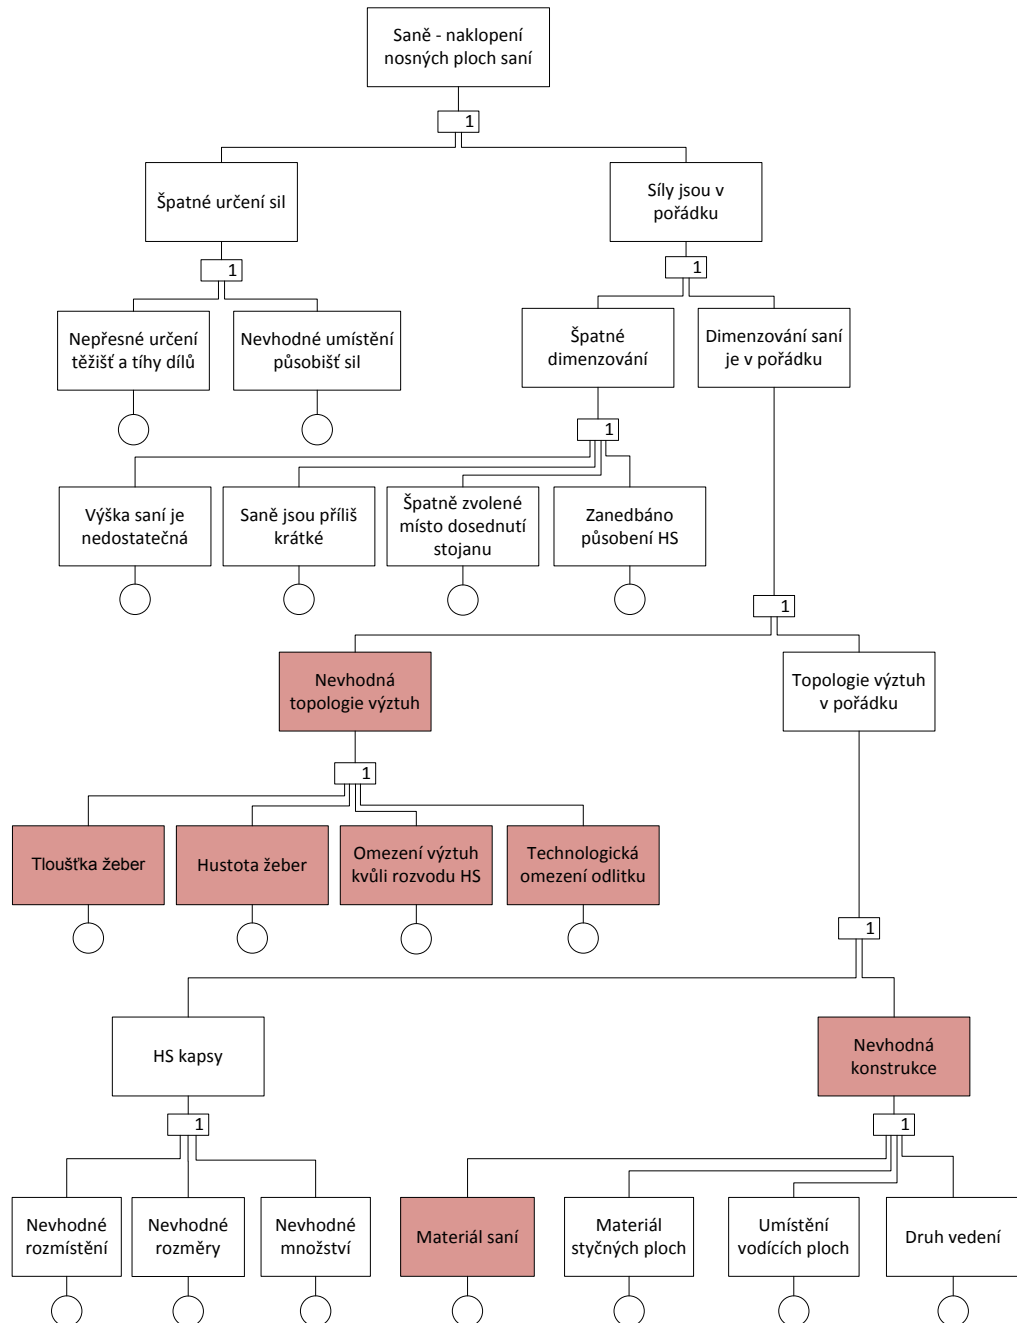 Saně - naklopení
nosných ploch saní
1
Špatné určení sil
Síly jsou v
pořádku
1
1
Nepřesné určení
těžišť a tíhy dílů
Nevhodné umístění
působišť sil
Špatné
dimenzování
Dimenzování saní
je v pořádku
1
Výška saní je
nedostatečná
Saně jsou příliš
krátké
Špatně zvolené
místo dosednutí
stojanu
Zanedbáno
působení HS
1
Nevhodná
topologie výztuh
Topologie výztuh
v pořádku
1
Tloušťka žeber
Hustota žeber
Omezení výztuh
kvůli rozvodu HS
Technologická
omezení odlitku
1
HS kapsy
Nevhodná
konstrukce
1
1
Nevhodné
rozmístění
Nevhodné
rozměry
Nevhodné
množství
Materiál saní
Materiál
styčných ploch
Umístění
vodících ploch
Druh vedení